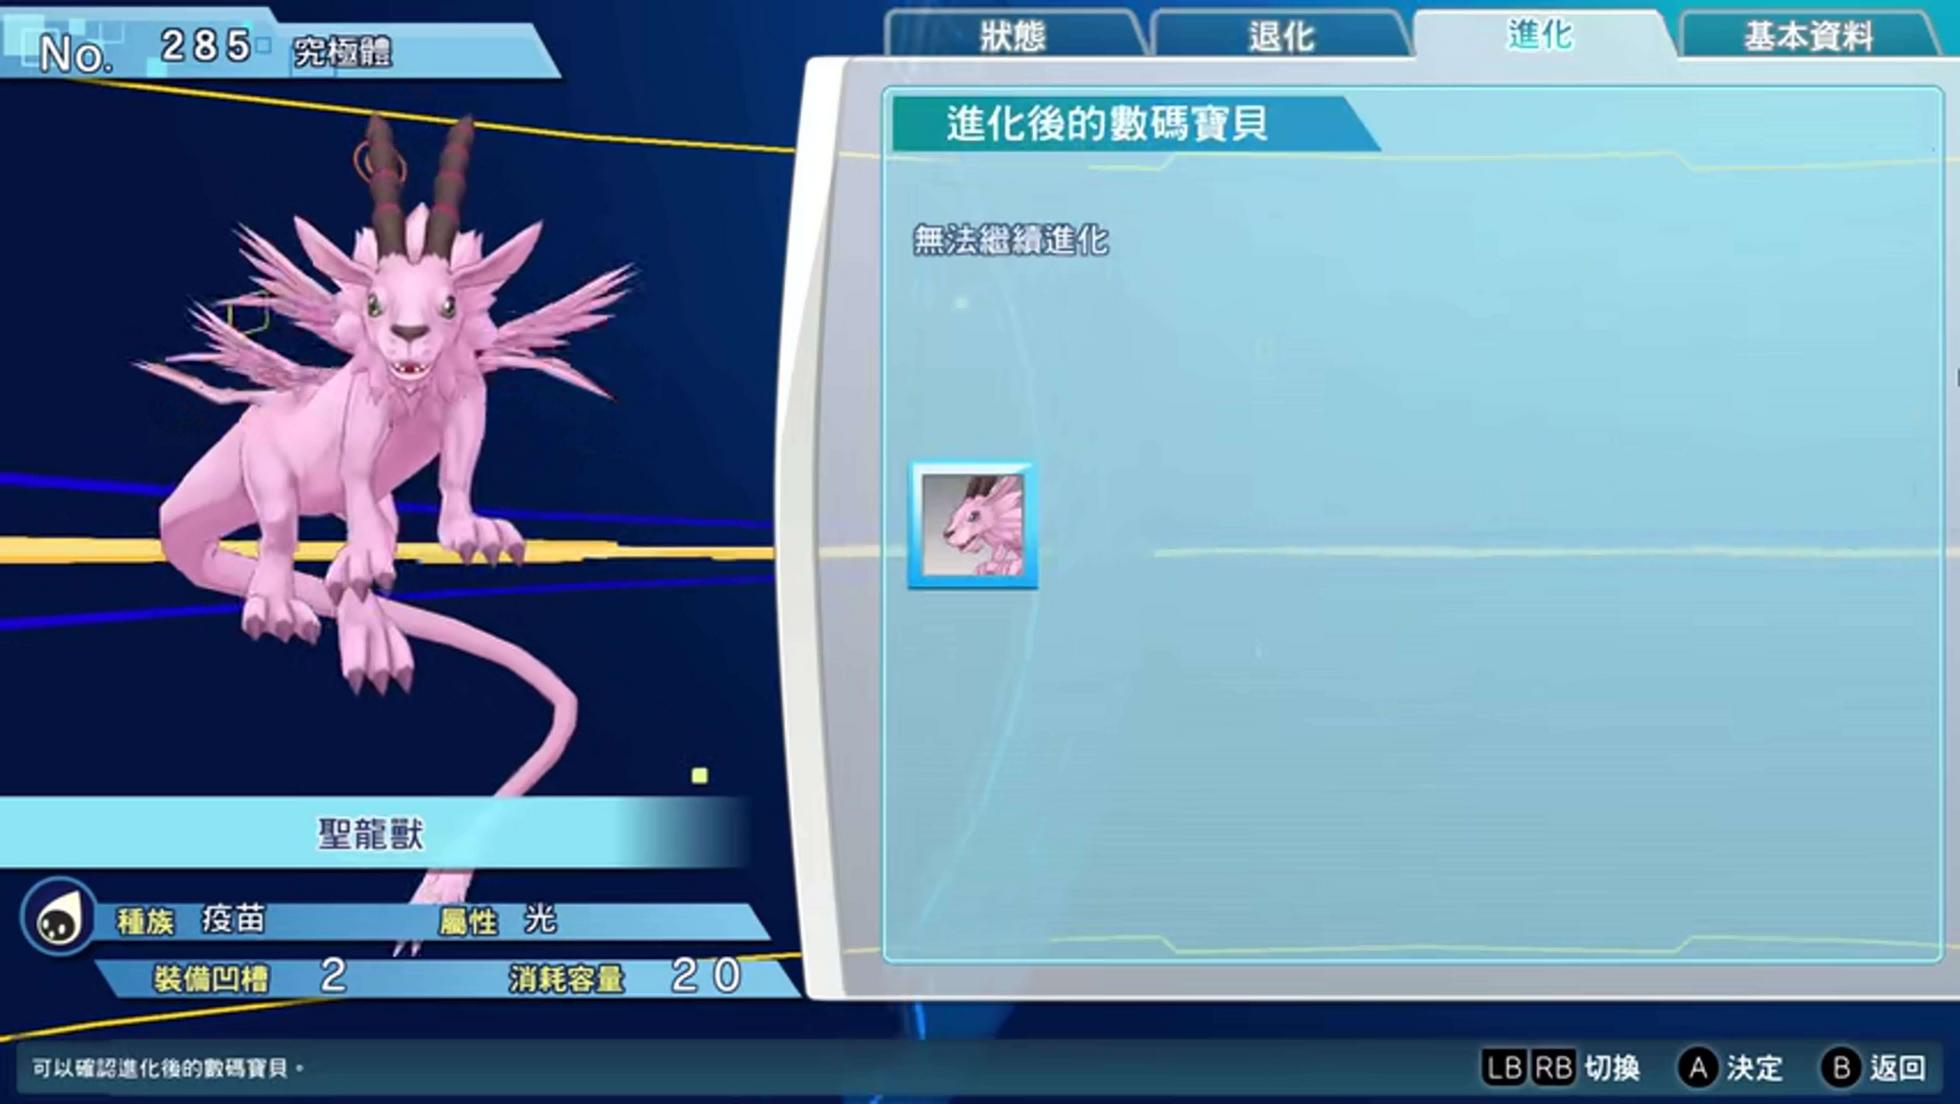 No. 285 究極體
狀態 退化 進化 基本資料
進化後的數碼寶貝
無法繼續進化
聖龍獸
種族 疫苗 屬性 光
裝備凹槽 2 消耗容量 20
可以確認進化後的數碼寶貝。
LB RB 切換 A 決定 B 返回